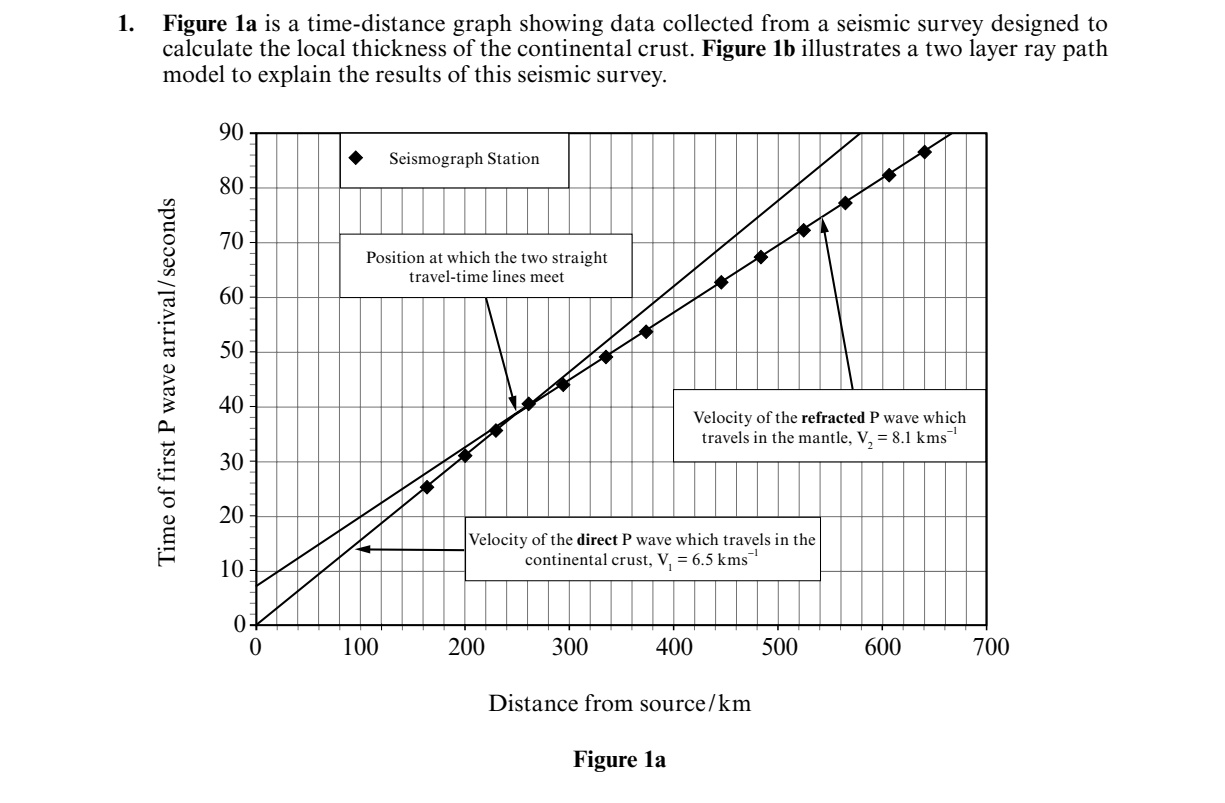 1. Figure 1a is a time-distance graph showing data collected from a seismic survey designed to
calculate the local thickness of the continental crust. Figure 1b illustrates a two layer ray path
model to explain the results of this seismic survey.
90
80
70
60
50
40
30
20
10
0
Time of first P wave arrival/seconds
Seismograph Station
Position at which the two straight
travel-time lines meet
Velocity of the refracted P wave which
travels in the mantle, V₂ = 8.1 kms⁻¹
Velocity of the direct P wave which travels in the
continental crust, V₁ = 6.5 kms⁻¹
0 100 200 300 400 500 600 700
Distance from source/km
Figure 1a